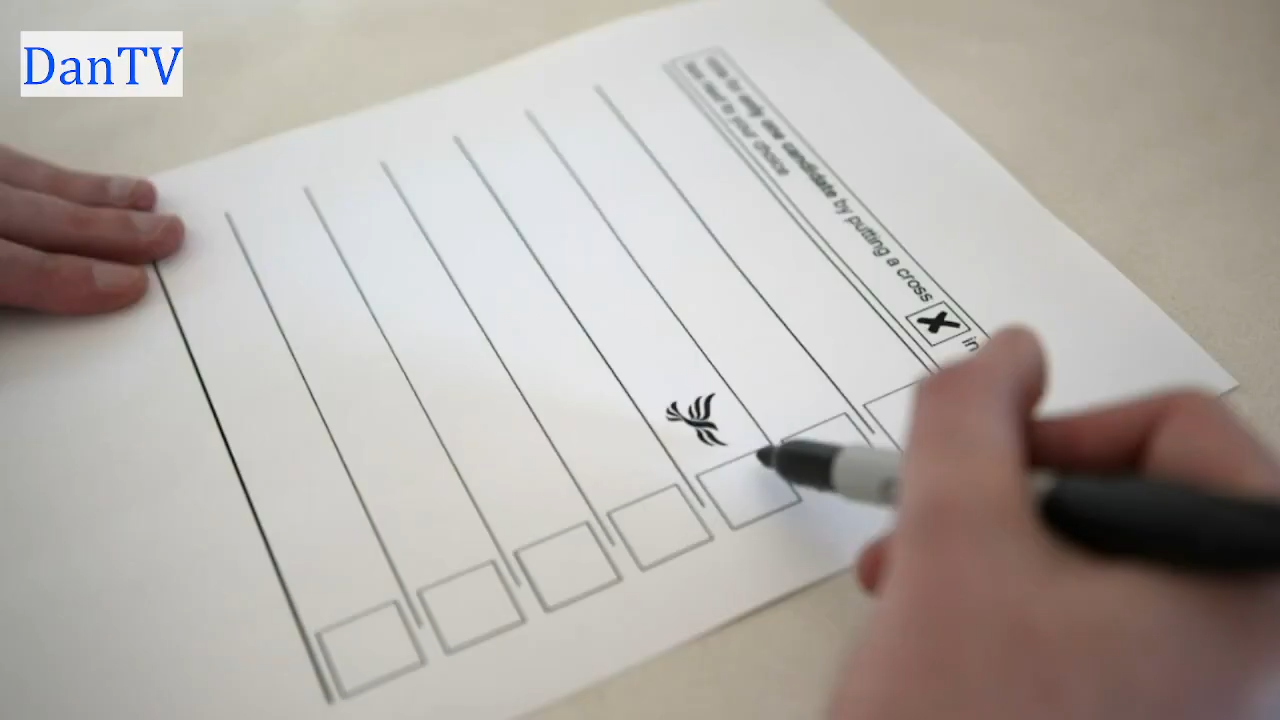 DanTV
vote for only one candidate by putting a cross X in
box next to your choice